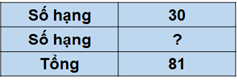 Số hạng 30
Số hạng ?
Tổng 81